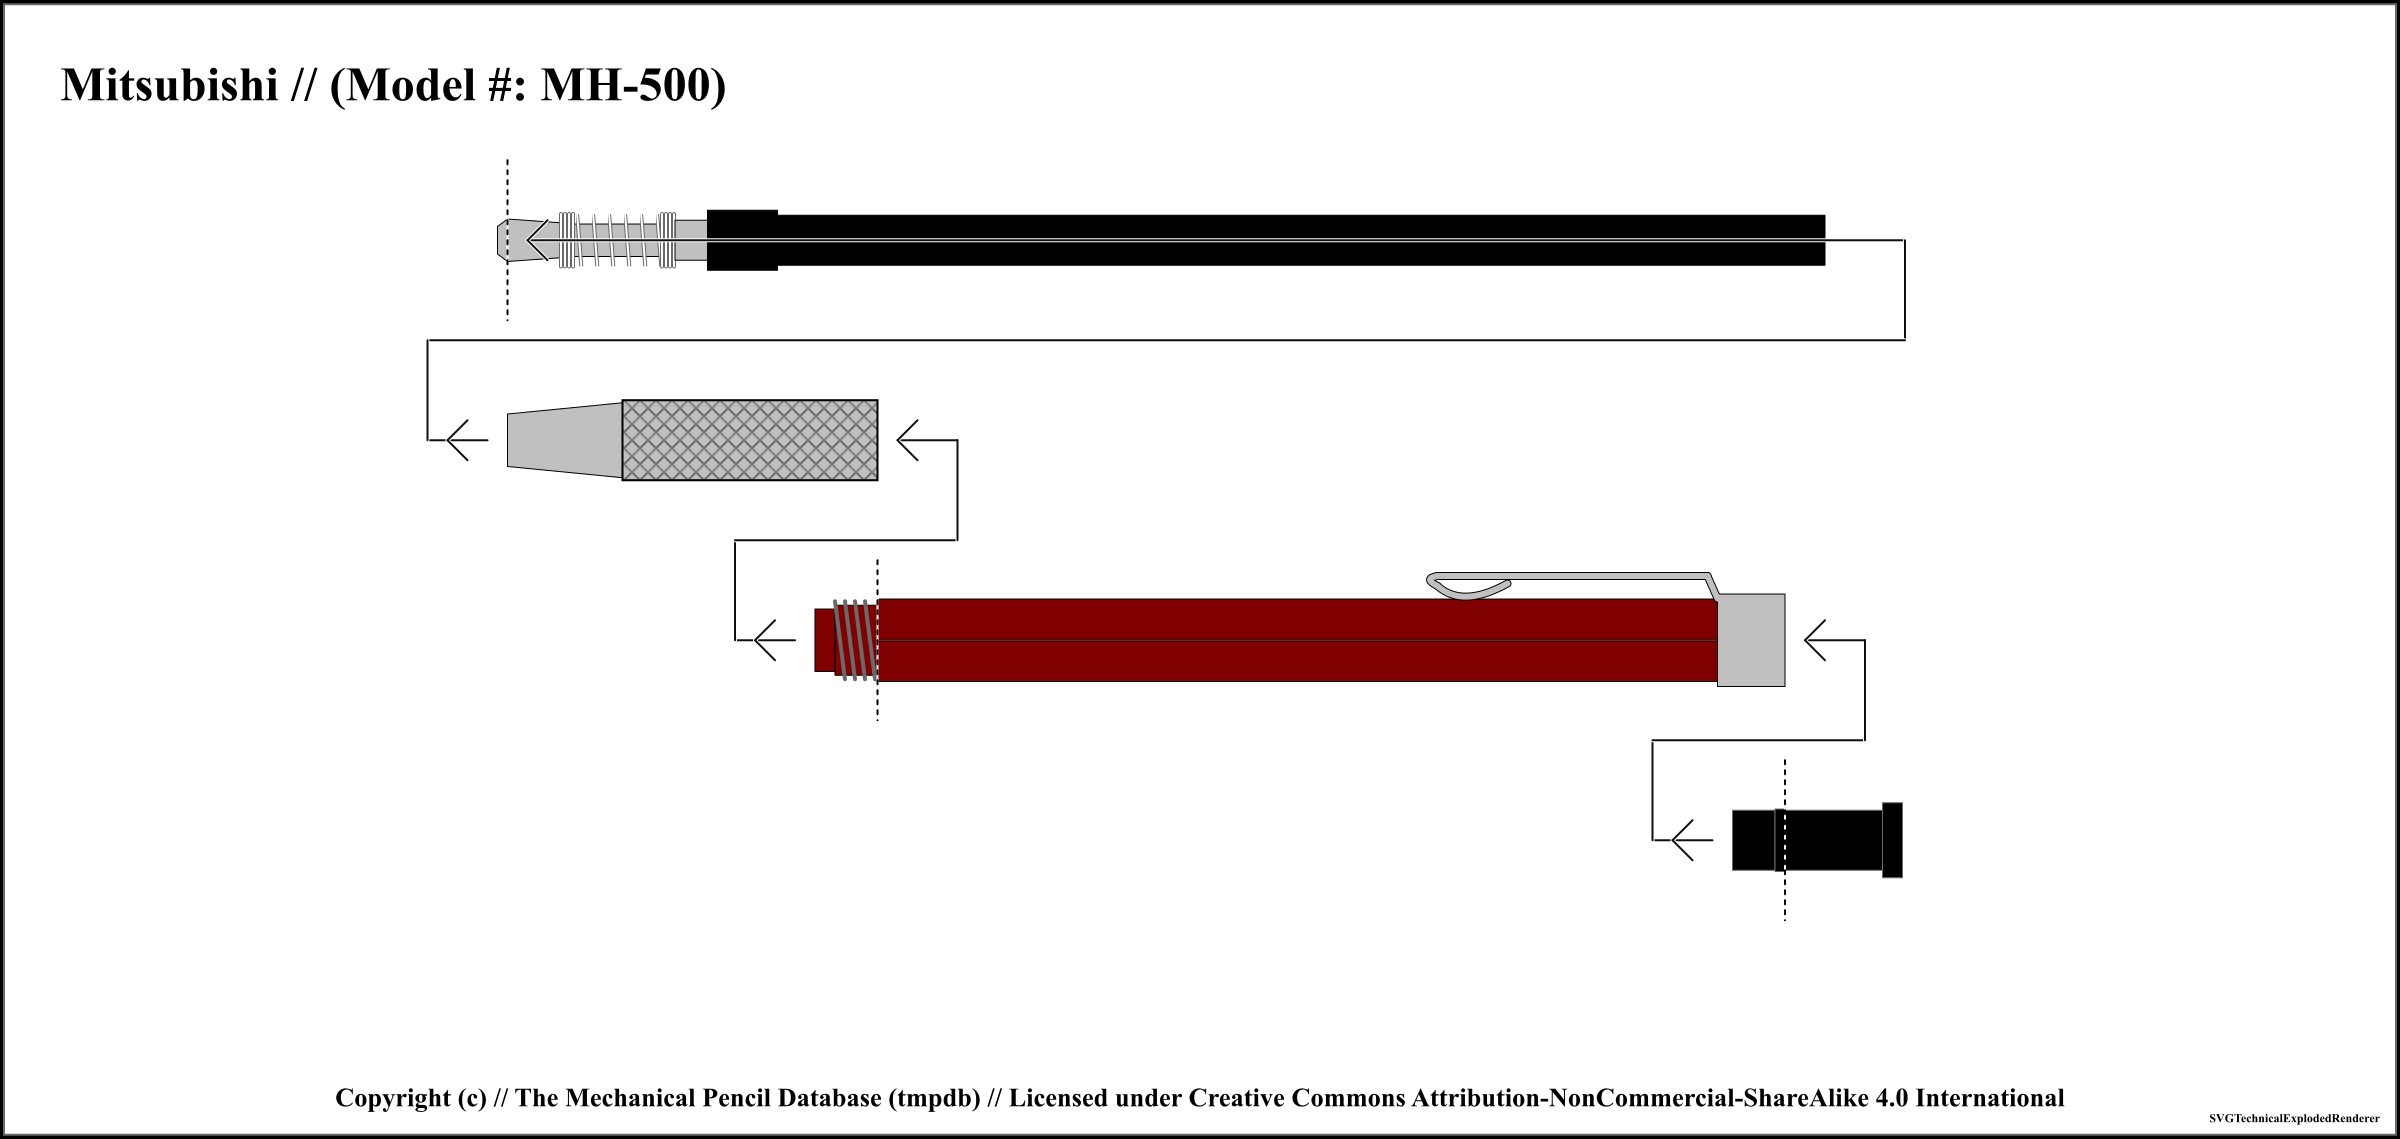 Mitsubishi // (Model #: MH-500)
Copyright (c) // The Mechanical Pencil Database (tmpdb) // Licensed under Creative Commons Attribution-NonCommercial-ShareAlike 4.0 International
SVGTechnicalExplodedRenderer